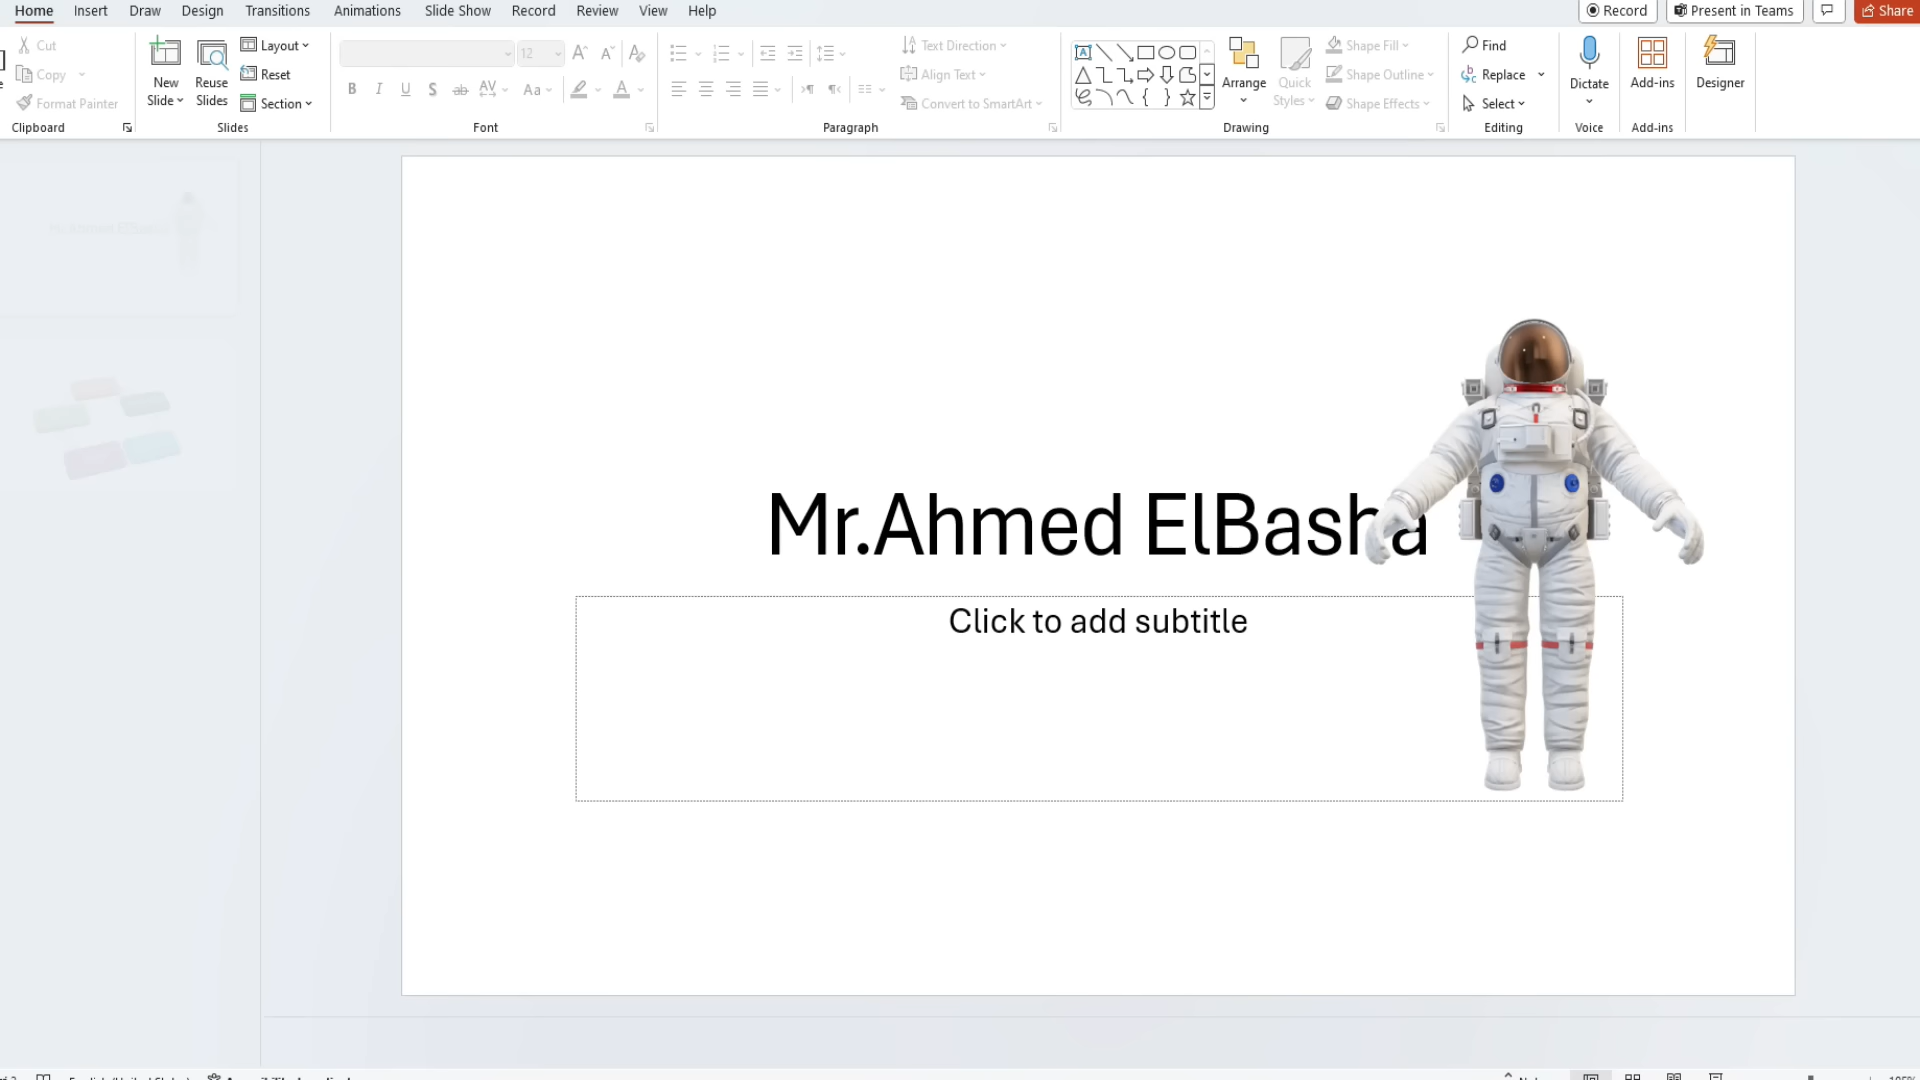 Home Insert Draw Design Transitions Animations Slide Show Record Review View Help
Record Present in Teams Share
Cut
Copy
Format Painter
Clipboard
New Slide
Reuse Slides
Layout
Reset
Section
Slides
12
Font
Paragraph
Text Direction
Align Text
Convert to SmartArt
Arrange
Quick Styles
Shape Fill
Shape Outline
Shape Effects
Drawing
Find
Replace
Select
Editing
Dictate
Voice
Add-ins
Add-ins
Designer
Mr.Ahmed ElBasha
Click to add subtitle